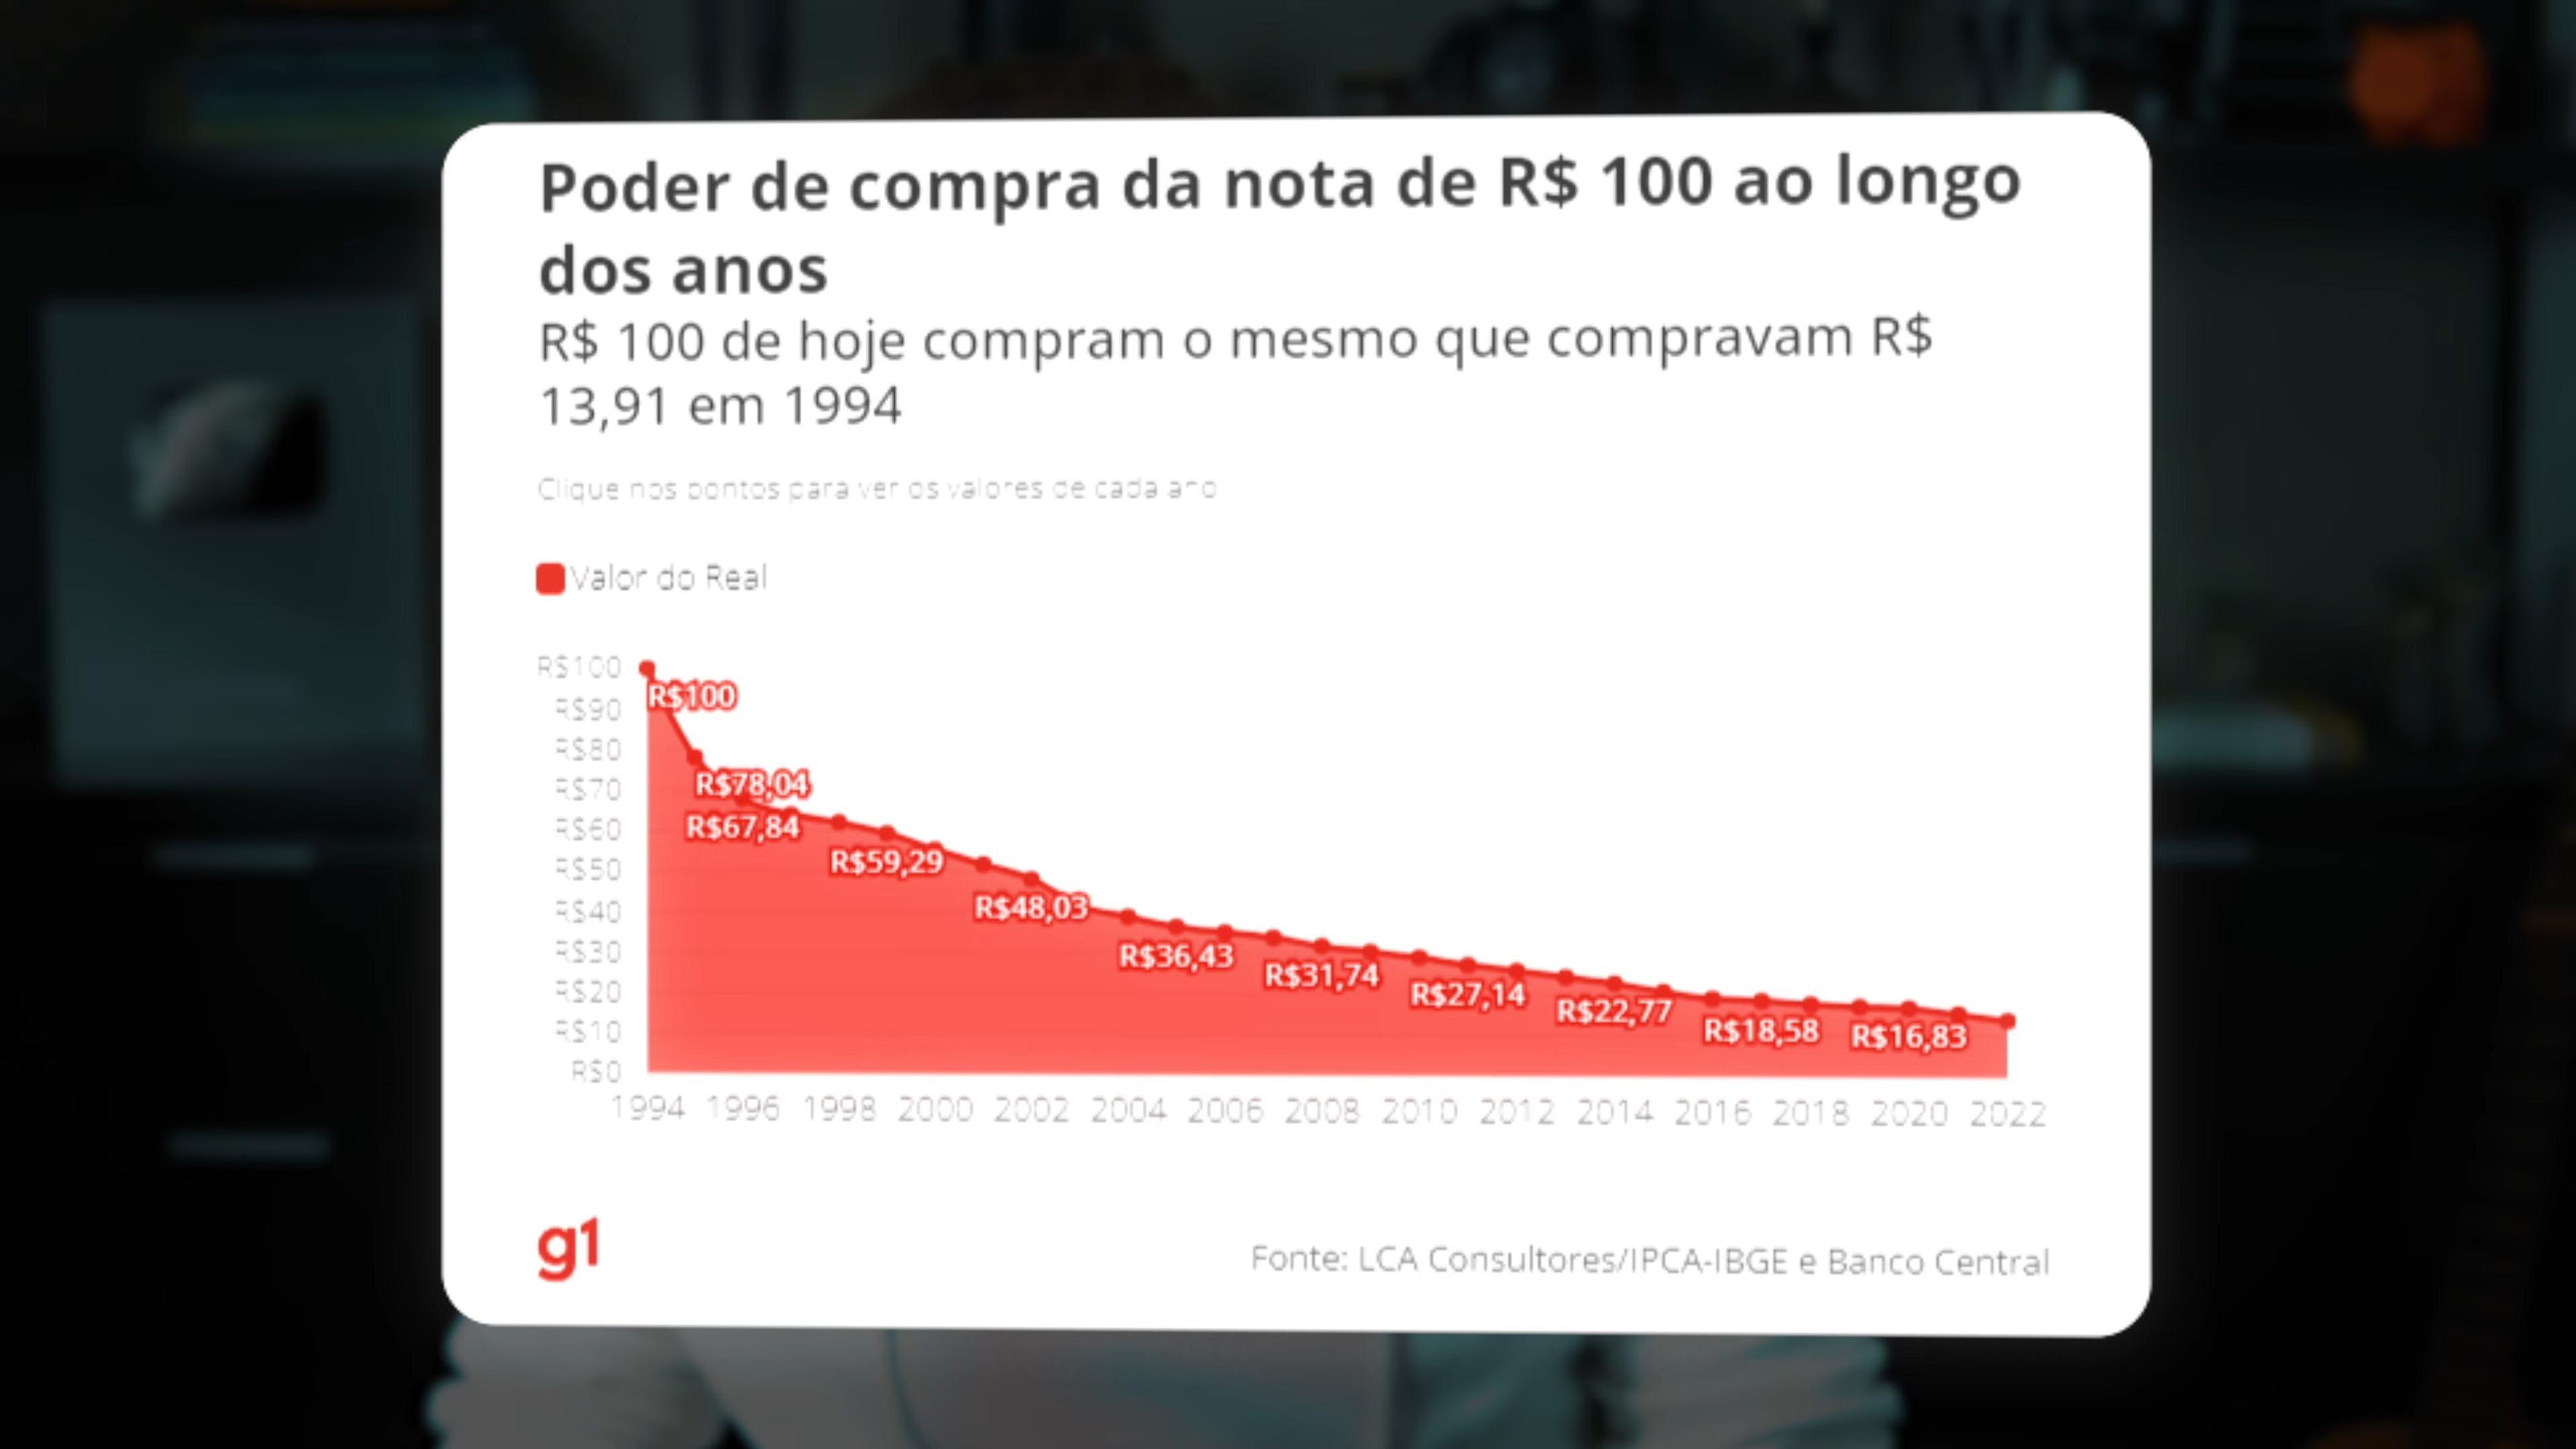 Poder de compra da nota de R$ 100 ao longo
dos anos
R$ 100 de hoje compram o mesmo que compravam R$
13,91 em 1994
Clique nos pontos para ver os valores de cada ano
Valor do Real
R$100
R$90
R$80
R$70
R$60
R$50
R$40
R$30
R$20
R$10
R$0
R$100
R$78,04
R$67,84
R$59,29
R$48,03
R$36,43
R$31,74
R$27,14
R$22,77
R$18,58
R$16,83
1994 1996 1998 2000 2002 2004 2006 2008 2010 2012 2014 2016 2018 2020 2022
g1
Fonte: LCA Consultores/IPCA-IBGE e Banco Central